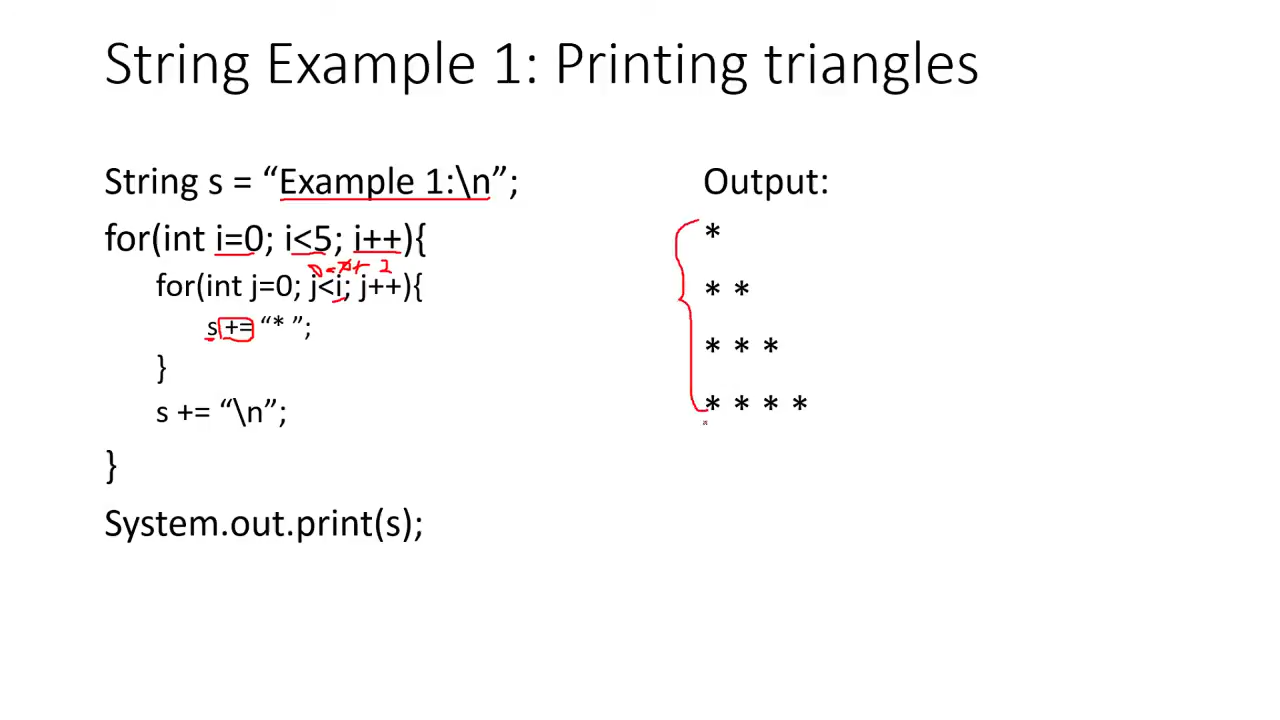 String Example 1: Printing triangles
String s = “Example 1:\n”;
for(int i=0; i<5; i++){
for(int j=0; j<i; j++){
s += “* ”;
}
s += “\n”;
}
System.out.print(s);
Output:
*
* *
* * *
* * * *